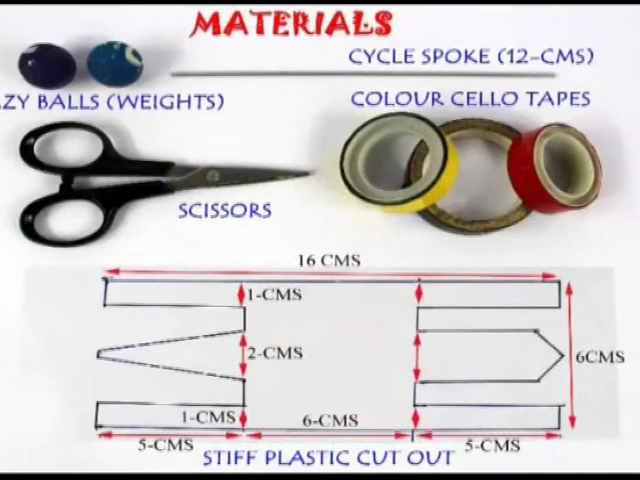 MATERIALS
CYCLE SPOKE (12-CMS)
ZY BALLS (WEIGHTS)
COLOUR CELLO TAPES
SCISSORS
16 CMS
1-CMS
2-CMS
6CMS
1-CMS
6-CMS
5-CMS
5-CMS
STIFF PLASTIC CUT OUT